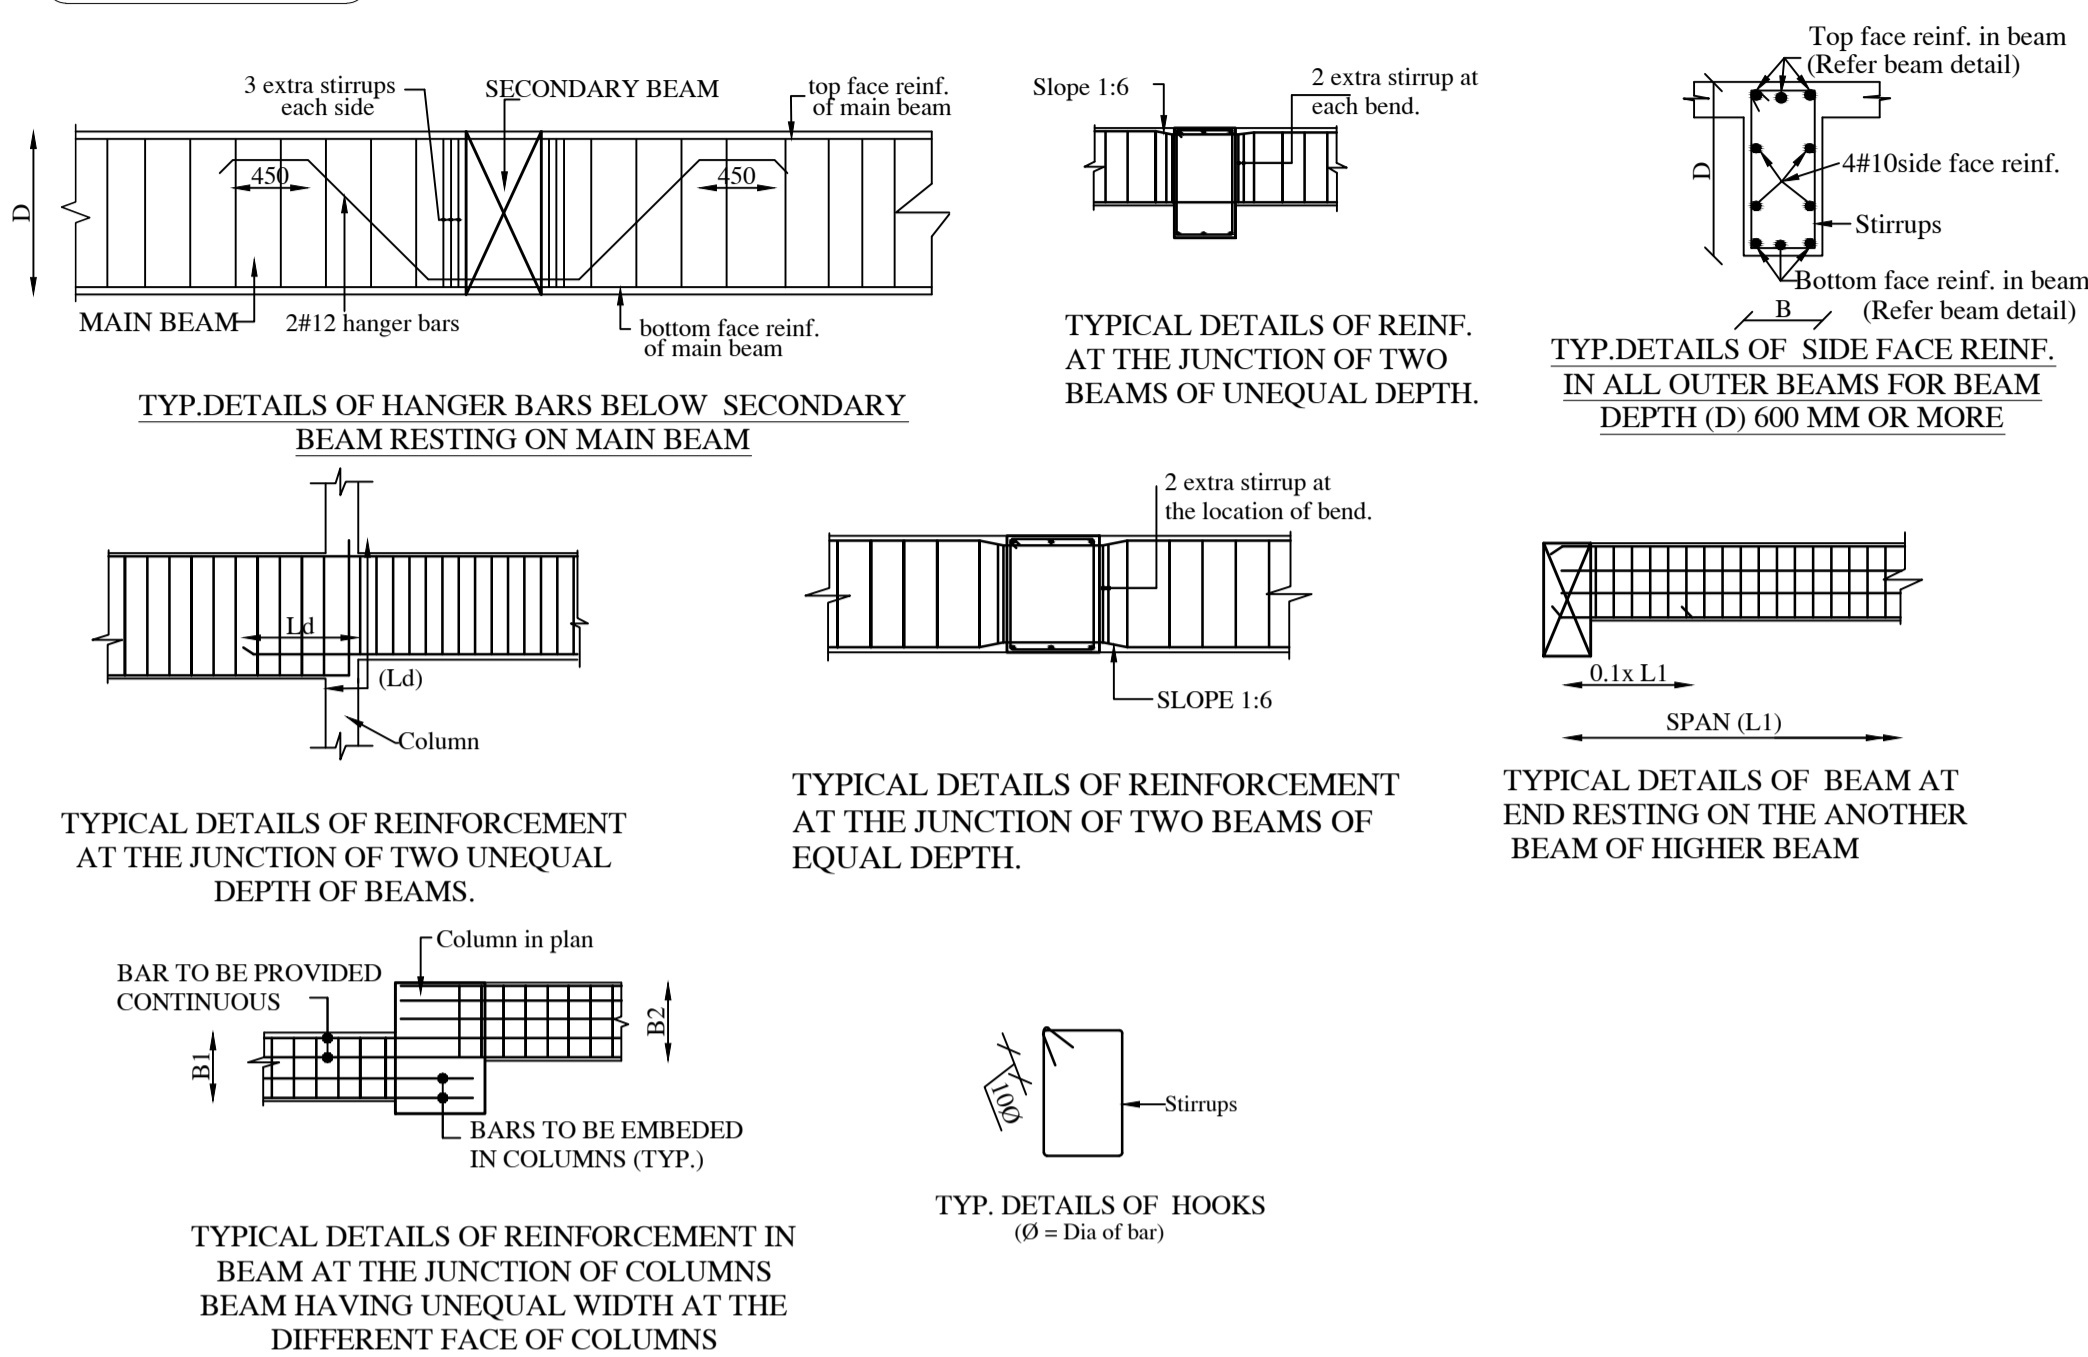 3 extra stirrups
each side
SECONDARY BEAM
top face reinf.
of main beam
450
450
D
MAIN BEAM
2#12 hanger bars
bottom face reinf.
of main beam
TYP.DETAILS OF HANGER BARS BELOW SECONDARY
BEAM RESTING ON MAIN BEAM
Slope 1:6
2 extra stirrup at
each bend.
TYPICAL DETAILS OF REINF.
AT THE JUNCTION OF TWO
BEAMS OF UNEQUAL DEPTH.
Top face reinf. in beam
(Refer beam detail)
D
4#10side face reinf.
Stirrups
Bottom face reinf. in beam
(Refer beam detail)
B
TYP.DETAILS OF SIDE FACE REINF.
IN ALL OUTER BEAMS FOR BEAM
DEPTH (D) 600 MM OR MORE
Ld
(Ld)
Column
TYPICAL DETAILS OF REINFORCEMENT
AT THE JUNCTION OF TWO UNEQUAL
DEPTH OF BEAMS.
2 extra stirrup at
the location of bend.
SLOPE 1:6
TYPICAL DETAILS OF REINFORCEMENT
AT THE JUNCTION OF TWO BEAMS OF
EQUAL DEPTH.
0.1x L1
SPAN (L1)
TYPICAL DETAILS OF BEAM AT
END RESTING ON THE ANOTHER
BEAM OF HIGHER BEAM
Column in plan
BAR TO BE PROVIDED
CONTINUOUS
B1
B2
BARS TO BE EMBEDED
IN COLUMNS (TYP.)
TYPICAL DETAILS OF REINFORCEMENT IN
BEAM AT THE JUNCTION OF COLUMNS
BEAM HAVING UNEQUAL WIDTH AT THE
DIFFERENT FACE OF COLUMNS
10Ø
Stirrups
TYP. DETAILS OF HOOKS
(Ø = Dia of bar)